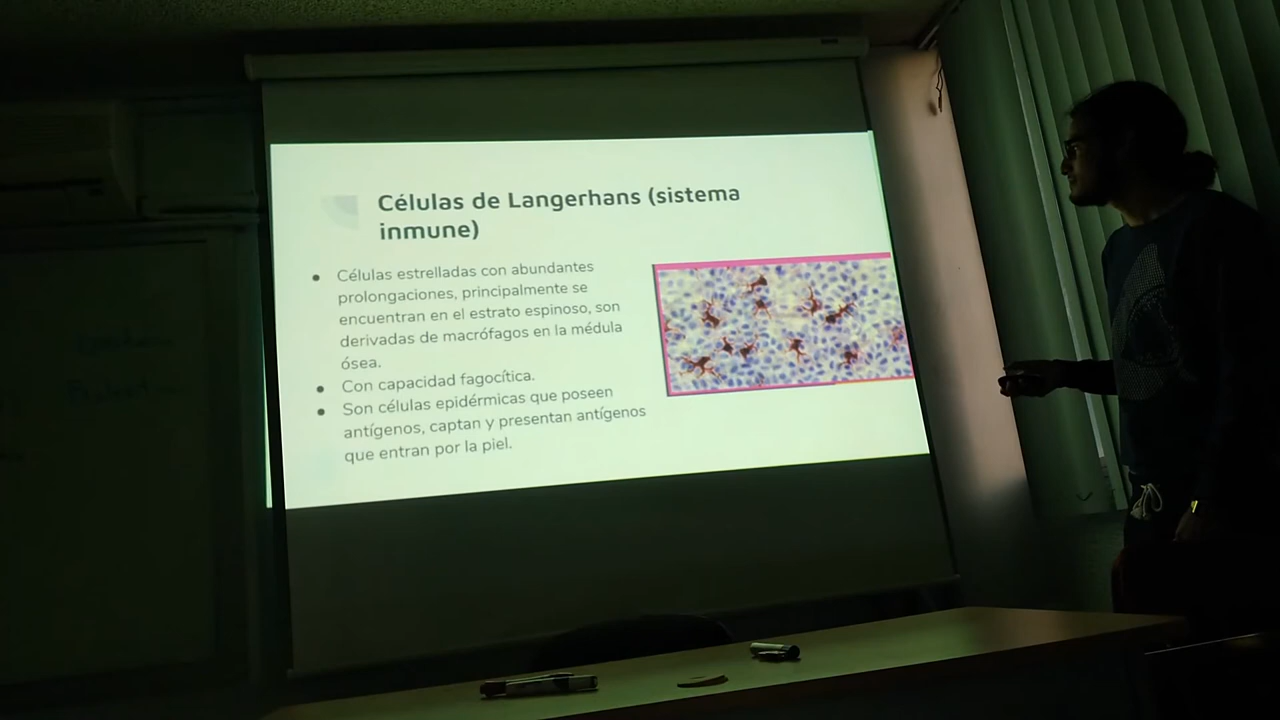 Células de Langerhans (sistema
inmune)
● Células estrelladas con abundantes
prolongaciones, principalmente se
encuentran en el estrato espinoso, son
derivadas de macrófagos en la médula
ósea.
● Con capacidad fagocítica.
● Son células epidérmicas que poseen
antígenos, captan y presentan antígenos
que entran por la piel.